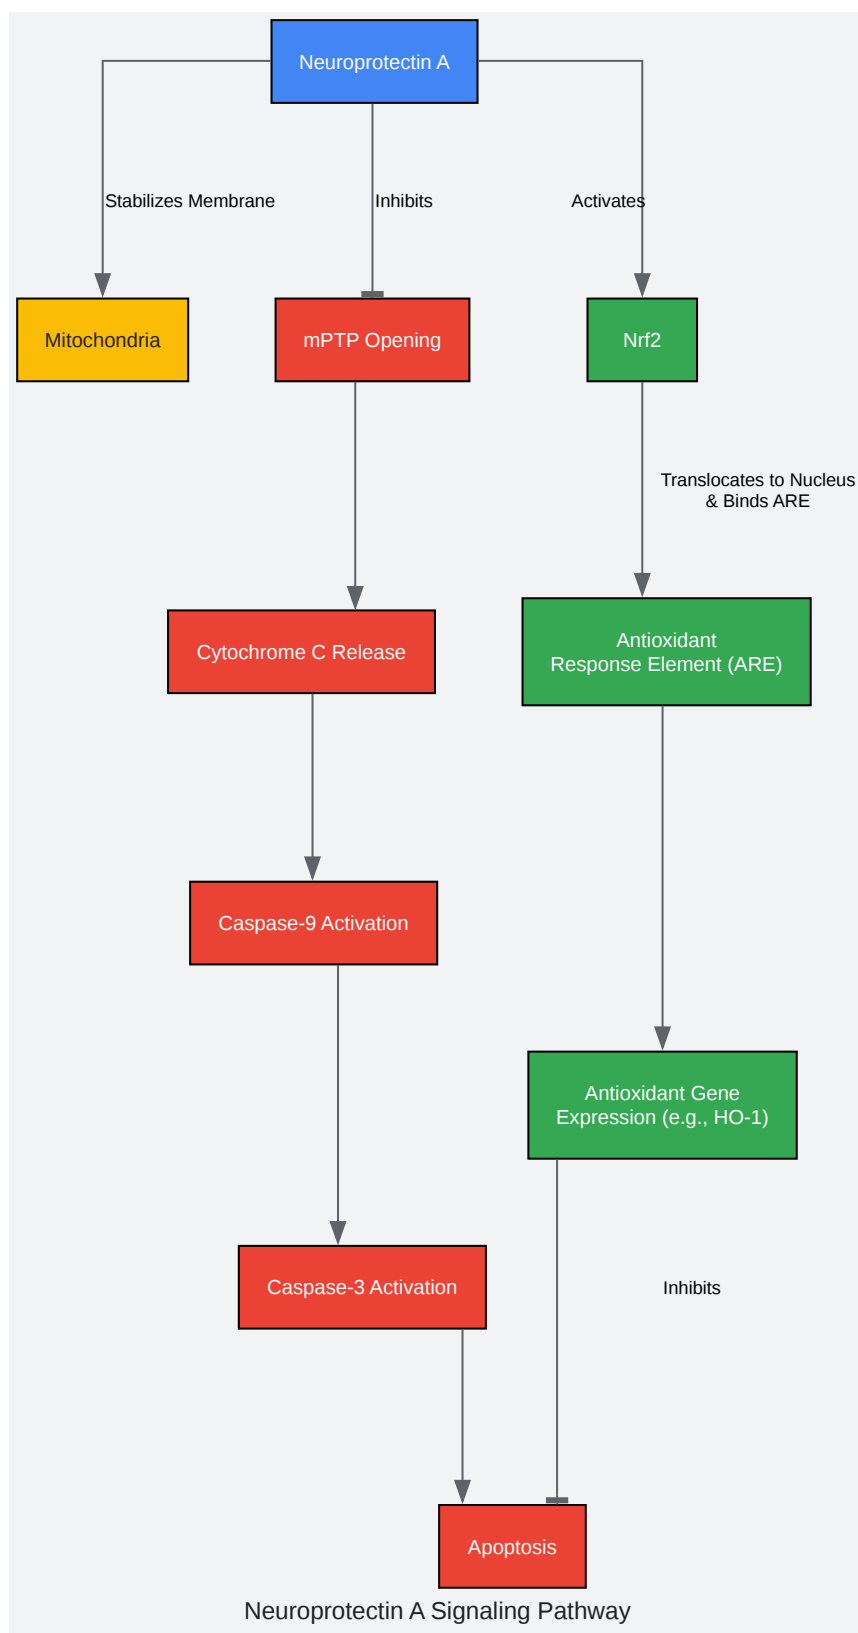 Neuroprotectin A
Stabilizes Membrane
Inhibits
Activates
Mitochondria
mPTP Opening
Nrf2
Translocates to Nucleus
& Binds ARE
Cytochrome C Release
Antioxidant
Response Element (ARE)
Caspase-9 Activation
Antioxidant Gene
Expression (e.g., HO-1)
Caspase-3 Activation
Inhibits
Apoptosis
Neuroprotectin A Signaling Pathway